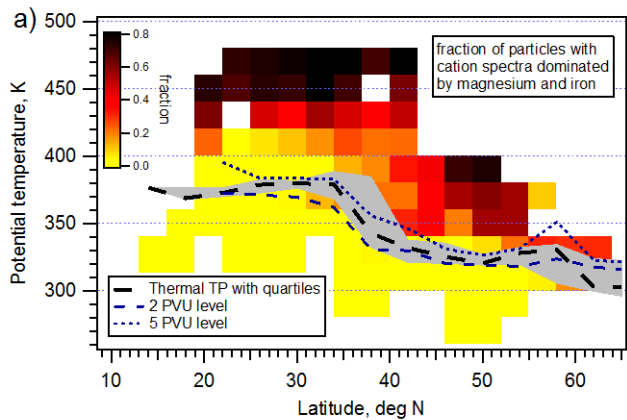 a)
500
450
400
350
300
Potential temperature, K
0.8
0.6
0.4
0.2
0.0
fraction
fraction of particles with
cation spectra dominated
by magnesium and iron
Thermal TP with quartiles
2 PVU level
5 PVU level
10 20 30 40 50 60
Latitude, deg N